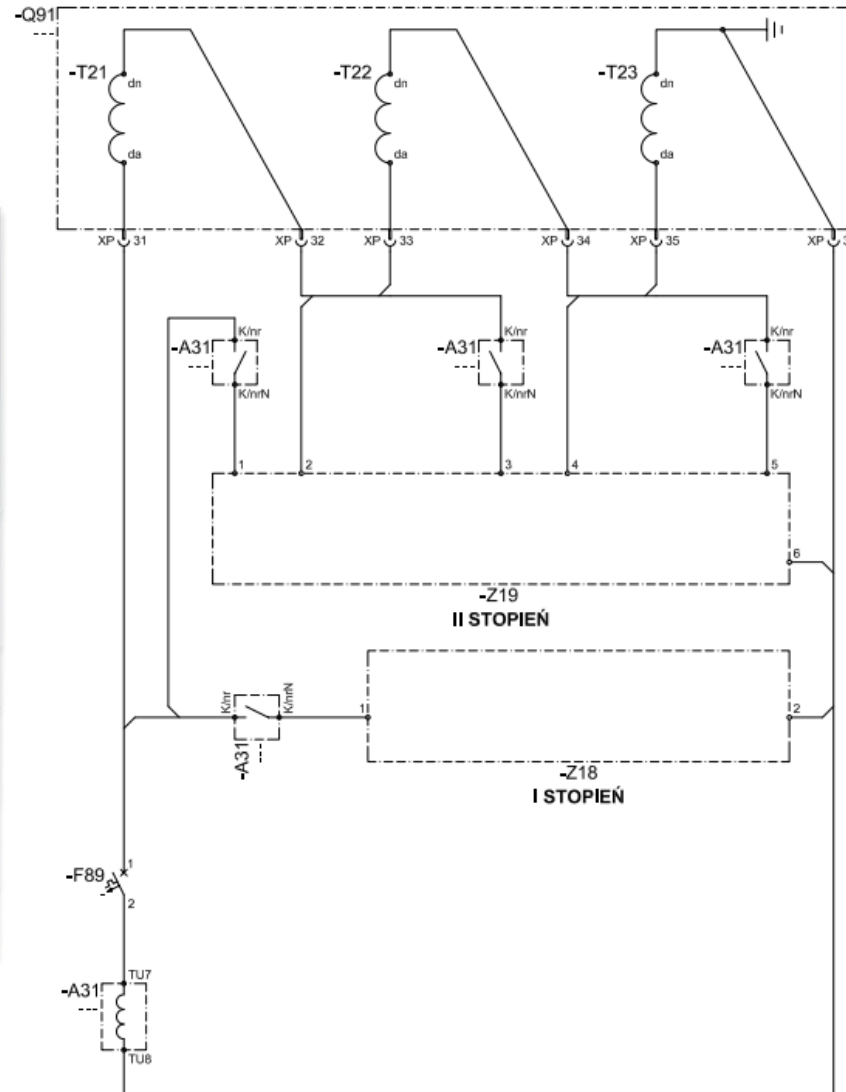 -Q91
-T21
dn
da
-T22
dn
da
-T23
dn
da
XP 31
XP 32
XP 33
XP 34
XP 35
XP
K/nr
-A31
K/nrN
K/nr
-A31
K/nrN
K/nr
-A31
K/nrN
1
2
3
4
5
6
-Z19
II STOPIEŃ
K/nr
K/nrN
-A31
1
2
-Z18
I STOPIEŃ
1
-F89
2
TU7
-A31
TU8